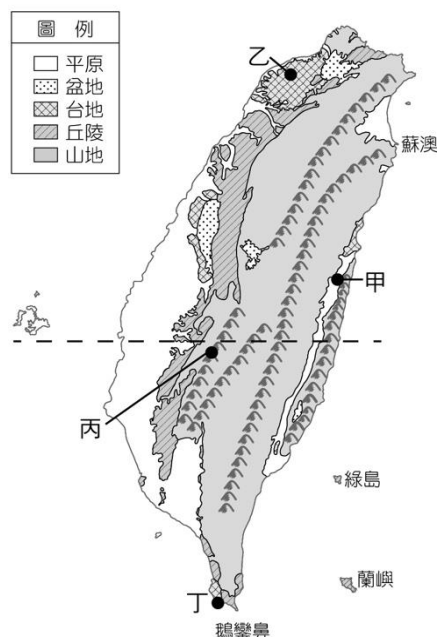 圖例
平原
盆地
台地
丘陵
山地
乙
蘇澳
甲
丙
綠島
蘭嶼
丁
鵝鑾鼻